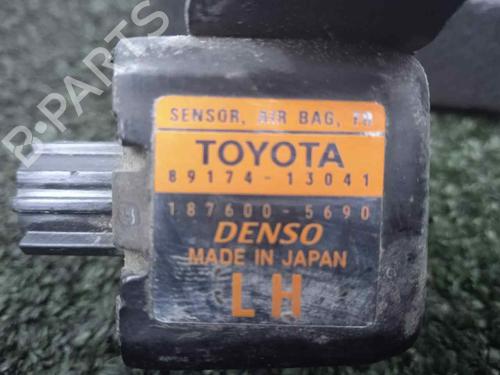 SENSOR, AIR BAG, FR
TOYOTA
89174-13041
187600-5690
DENSO
MADE IN JAPAN
LH
B-PARTS